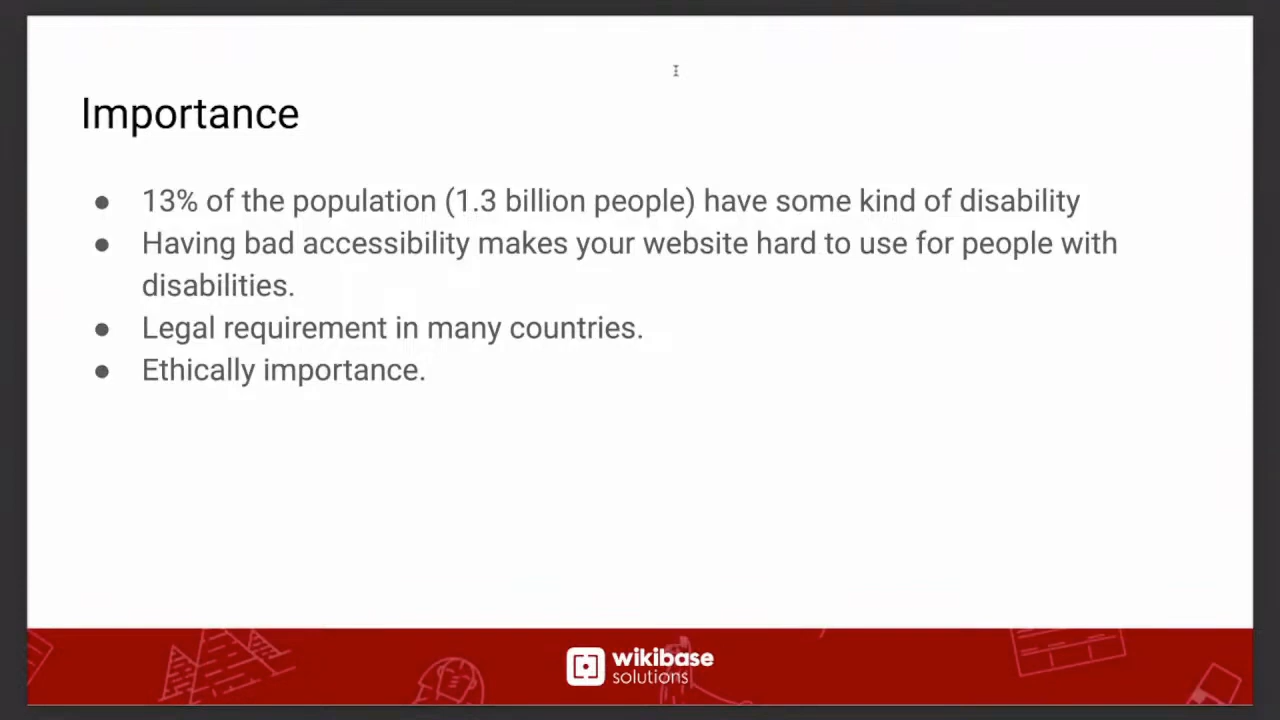 Importance
● 13% of the population (1.3 billion people) have some kind of disability
● Having bad accessibility makes your website hard to use for people with
disabilities.
● Legal requirement in many countries.
● Ethically importance.
wikibase
solutions